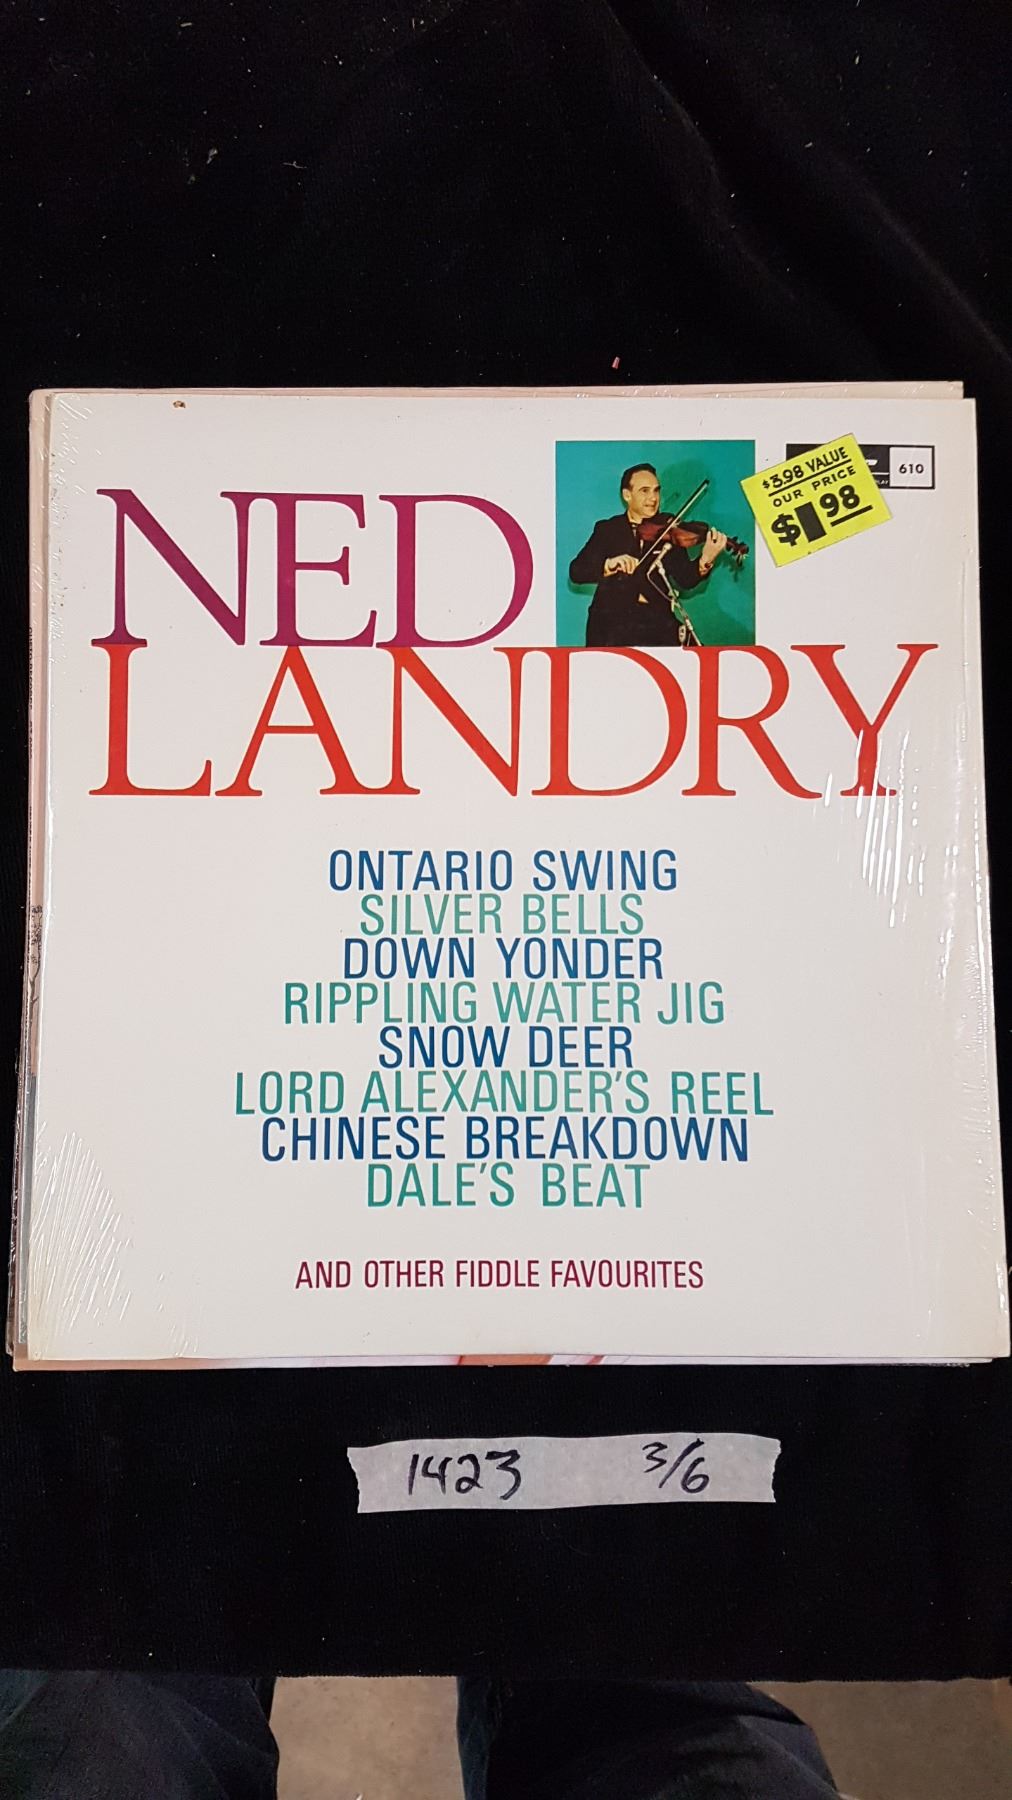 NED
LANDRY
$3.98 VALUE
OUR PRICE
$1.98
610
ONTARIO SWING
SILVER BELLS
DOWN YONDER
RIPPLING WATER JIG
SNOW DEER
LORD ALEXANDER'S REEL
CHINESE BREAKDOWN
DALE'S BEAT
AND OTHER FIDDLE FAVOURITES
1423 3/6